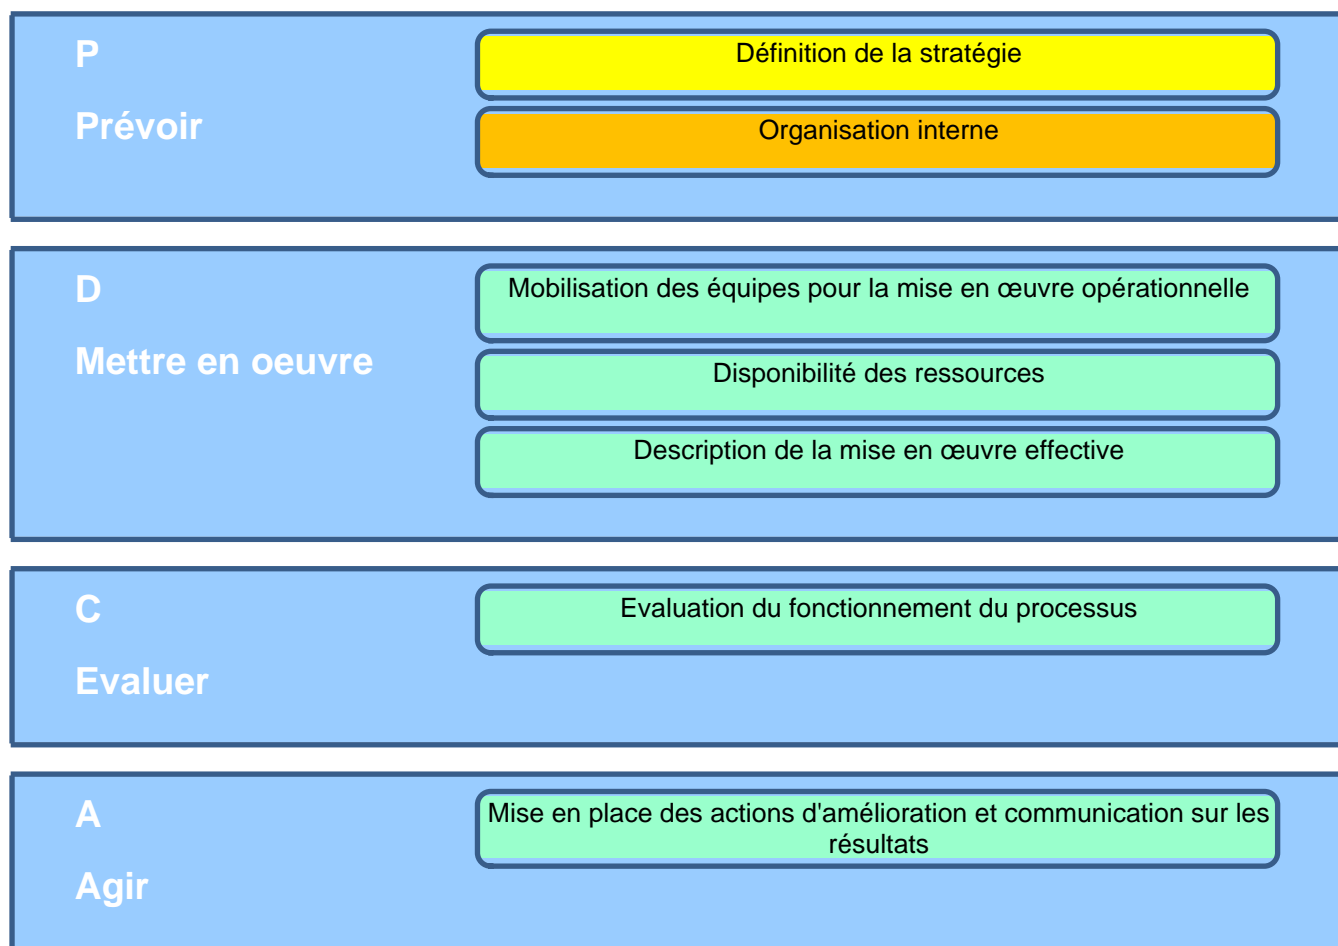 P
Prévoir
Définition de la stratégie
Organisation interne
D
Mettre en oeuvre
Mobilisation des équipes pour la mise en œuvre opérationnelle
Disponibilité des ressources
Description de la mise en œuvre effective
C
Evaluer
Evaluation du fonctionnement du processus
A
Agir
Mise en place des actions d'amélioration et communication sur les
résultats